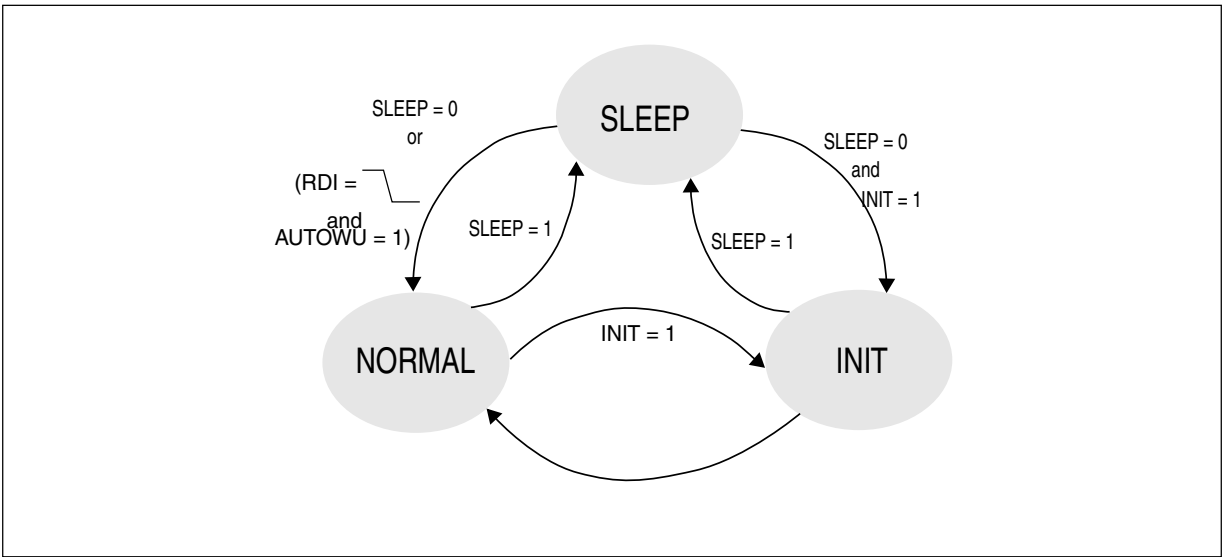 SLEEP
SLEEP = 0
or
(RDI =
and
AUTOWU = 1)
SLEEP = 0
and
INIT = 1
SLEEP = 1
SLEEP = 1
INIT = 1
NORMAL
INIT